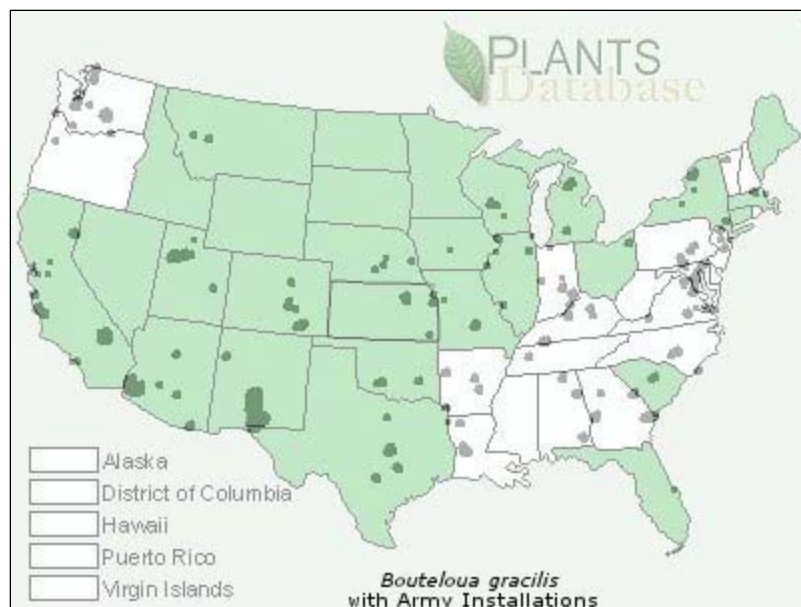 PLANTS
Database
Alaska
District of Columbia
Hawaii
Puerto Rico
Virgin Islands
Bouteloua gracilis
with Army Installations